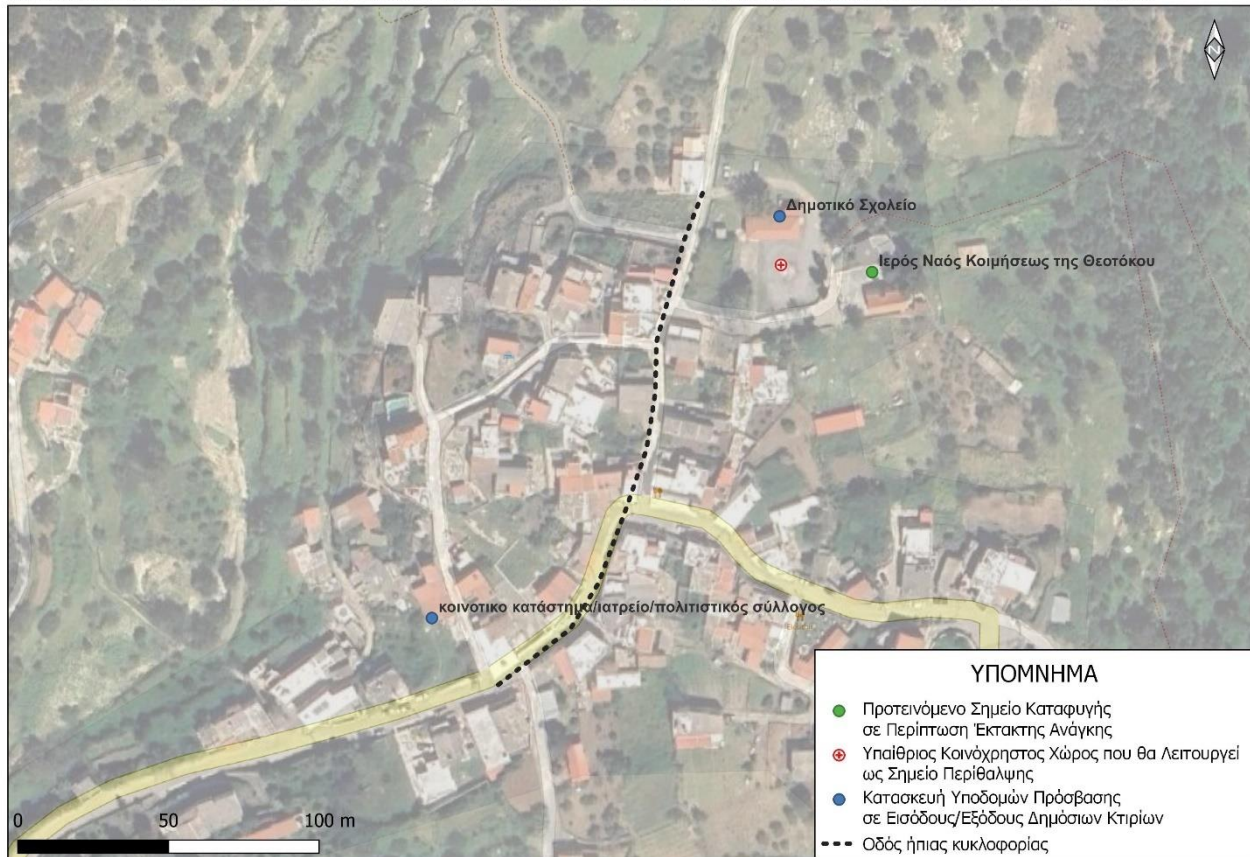 N
Δημοτικό Σχολείο
Ιερός Ναός Κοιμήσεως της Θεοτόκου
κοινοτικο κατάστημα/ιατρείο/πολιτιστικός σύλλογος
ΥΠΟΜΝΗΜΑ
Προτεινόμενο Σημείο Καταφυγής
σε Περίπτωση Έκτακτης Ανάγκης
Υπαίθριος Κοινόχρηστος Χώρος που θα Λειτουργεί
ως Σημείο Περίθαλψης
Κατασκευή Υποδομών Πρόσβασης
σε Εισόδους/Εξόδους Δημόσιων Κτιρίων
Οδός ήπιας κυκλοφορίας
0 50 100 m